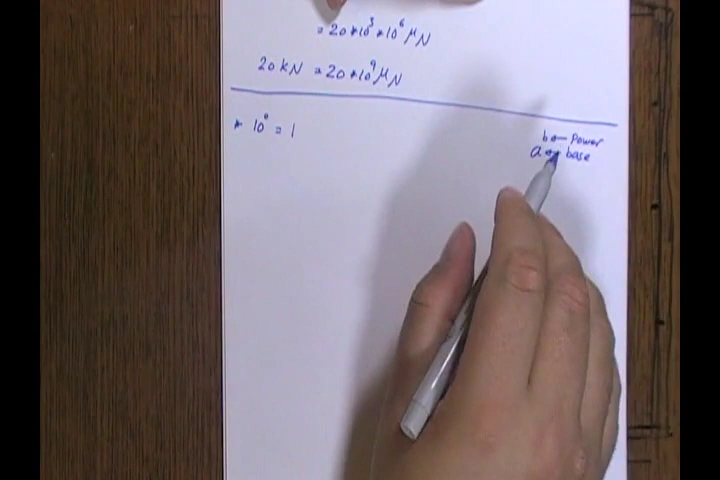 = 20*10³*10⁶ μN
20 kN = 20*10⁹ μN
* 10⁰ = 1
b ← Power
a ← base